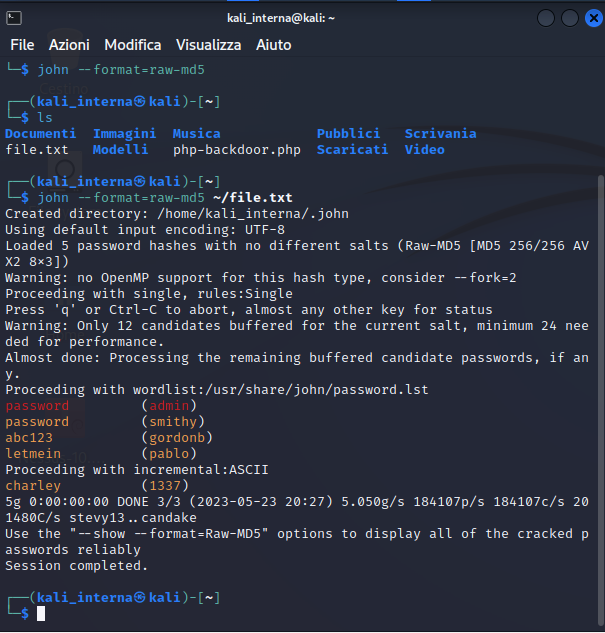 kali_interna@kali: ~
File Azioni Modifica Visualizza Aiuto
└─$ john --format=raw-md5
┌──(kali_interna㉿kali)-[~]
└─$ ls
Documenti Immagini Musica Pubblici Scrivania
file.txt Modelli php-backdoor.php Scaricati Video
┌──(kali_interna㉿kali)-[~]
└─$ john --format=raw-md5 ~/file.txt
Created directory: /home/kali_interna/.john
Using default input encoding: UTF-8
Loaded 5 password hashes with no different salts (Raw-MD5 [MD5 256/256 AV
X2 8×3])
Warning: no OpenMP support for this hash type, consider --fork=2
Proceeding with single, rules:Single
Press 'q' or Ctrl-C to abort, almost any other key for status
Warning: Only 12 candidates buffered for the current salt, minimum 24 nee
ded for performance.
Almost done: Processing the remaining buffered candidate passwords, if an
y.
Proceeding with wordlist:/usr/share/john/password.lst
password (admin)
password (smithy)
abc123 (gordonb)
letmein (pablo)
Proceeding with incremental:ASCII
charley (1337)
5g 0:00:00:00 DONE 3/3 (2023-05-23 20:27) 5.050g/s 184107p/s 184107c/s 20
1480C/s stevy13..candake
Use the "--show --format=Raw-MD5" options to display all of the cracked p
asswords reliably
Session completed.
┌──(kali_interna㉿kali)-[~]
└─$